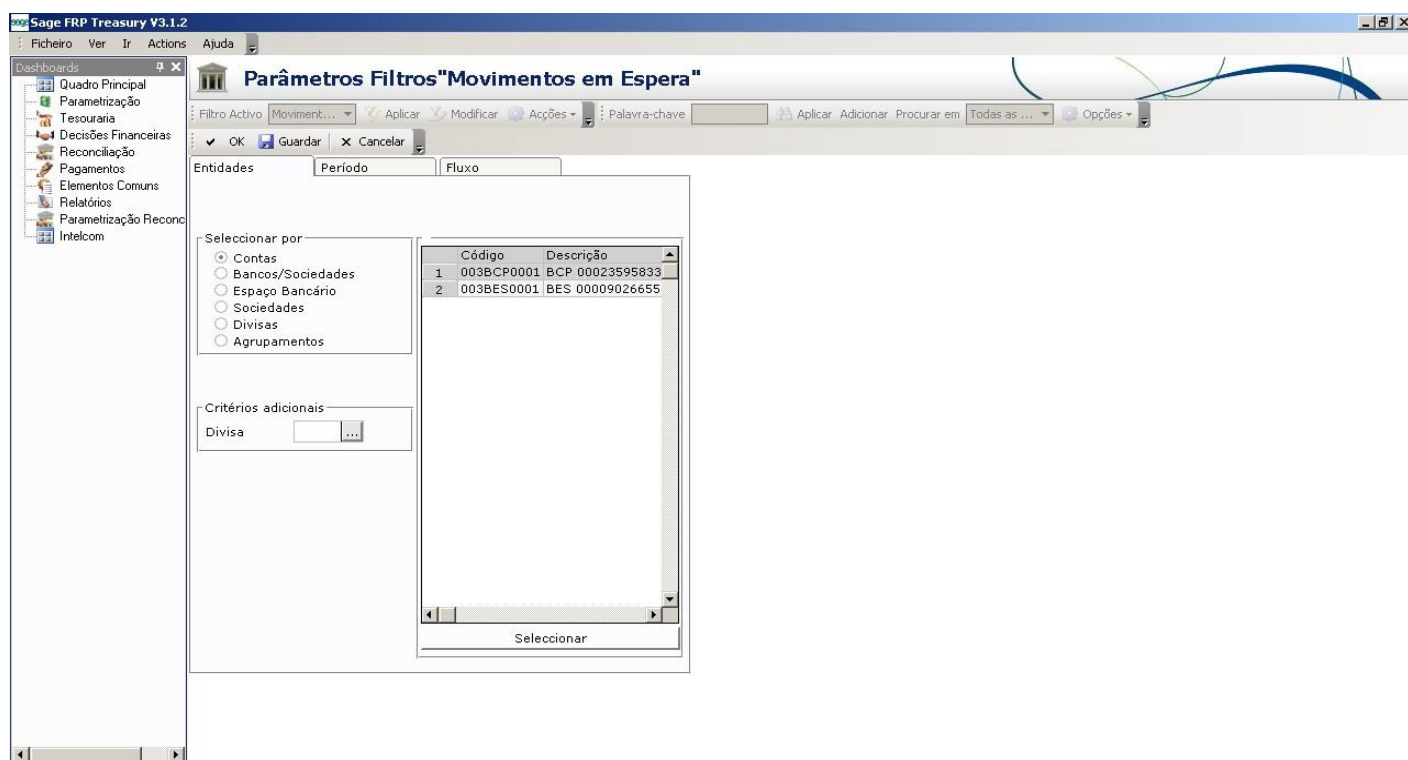 sage Sage FRP Treasury V3.1.2
Ficheiro Ver Ir Actions Ajuda
Dashboards
Quadro Principal
Parametrização
Tesouraria
Decisões Financeiras
Reconciliação
Pagamentos
Elementos Comuns
Relatórios
Parametrização Reconc
Intelcom
Parâmetros Filtros"Movimentos em Espera"
Filtro Activo Moviment... Aplicar Modificar Acções Palavra-chave Aplicar Adicionar Procurar em Todas as ... Opções
OK Guardar Cancelar
Entidades Período Fluxo
Seleccionar por
Contas
Bancos/Sociedades
Espaço Bancário
Sociedades
Divisas
Agrupamentos
Critérios adicionais
Divisa ...
Código Descrição
1 003BCP0001 BCP 00023595833
2 003BES0001 BES 00009026655
Seleccionar